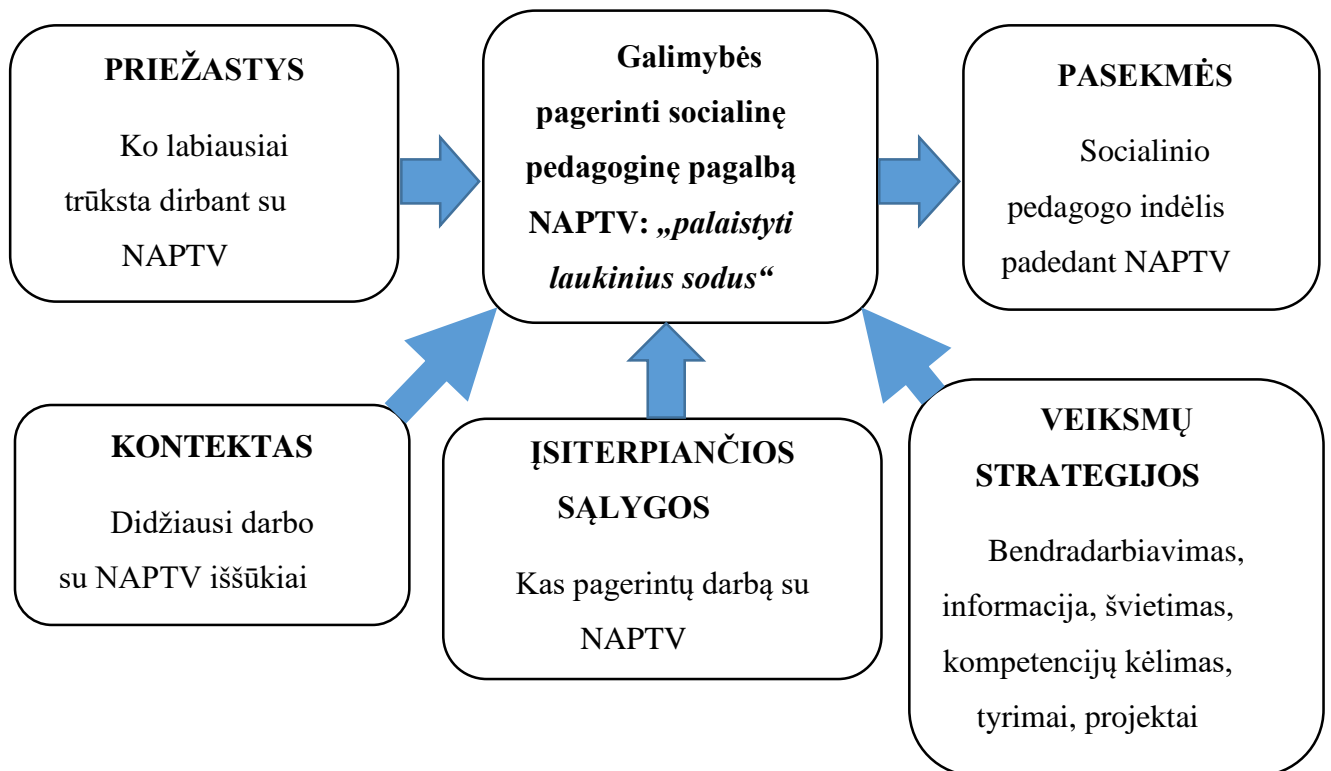 PRIEŽASTYS
Ko labiausiai
trūksta dirbant su
NAPTV
Galimybės
pagerinti socialinę
pedagoginę pagalbą
NAPTV: „palaistyti
laukinius sodus“
PASEKMĖS
Socialinio
pedagogo indėlis
padedant NAPTV
KONTEKTAS
Didžiausi darbo
su NAPTV iššūkiai
ĮSITERPIANČIOS
SĄLYGOS
Kas pagerintų darbą su
NAPTV
VEIKSMŲ
STRATEGIJOS
Bendradarbiavimas,
informacija, švietimas,
kompetencijų kėlimas,
tyrimai, projektai